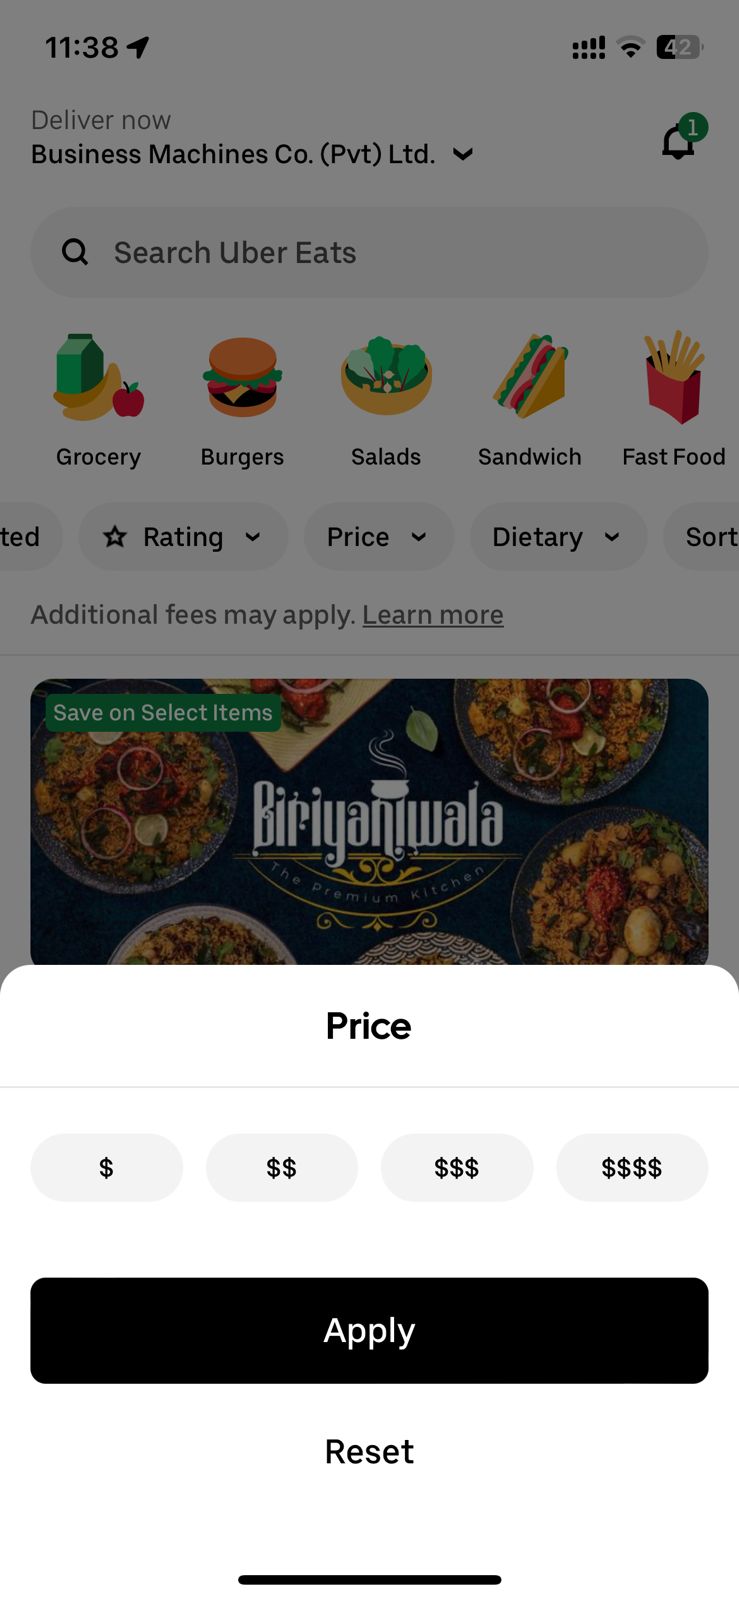 11:38
42
Deliver now
Business Machines Co. (Pvt) Ltd.
1
Search Uber Eats
Grocery
Burgers
Salads
Sandwich
Fast Food
ted
Rating
Price
Dietary
Sort
Additional fees may apply. Learn more
Save on Select Items
Biriyaniwala
The Premium Kitchen
Price
$
$$
$$$
$$$$
Apply
Reset